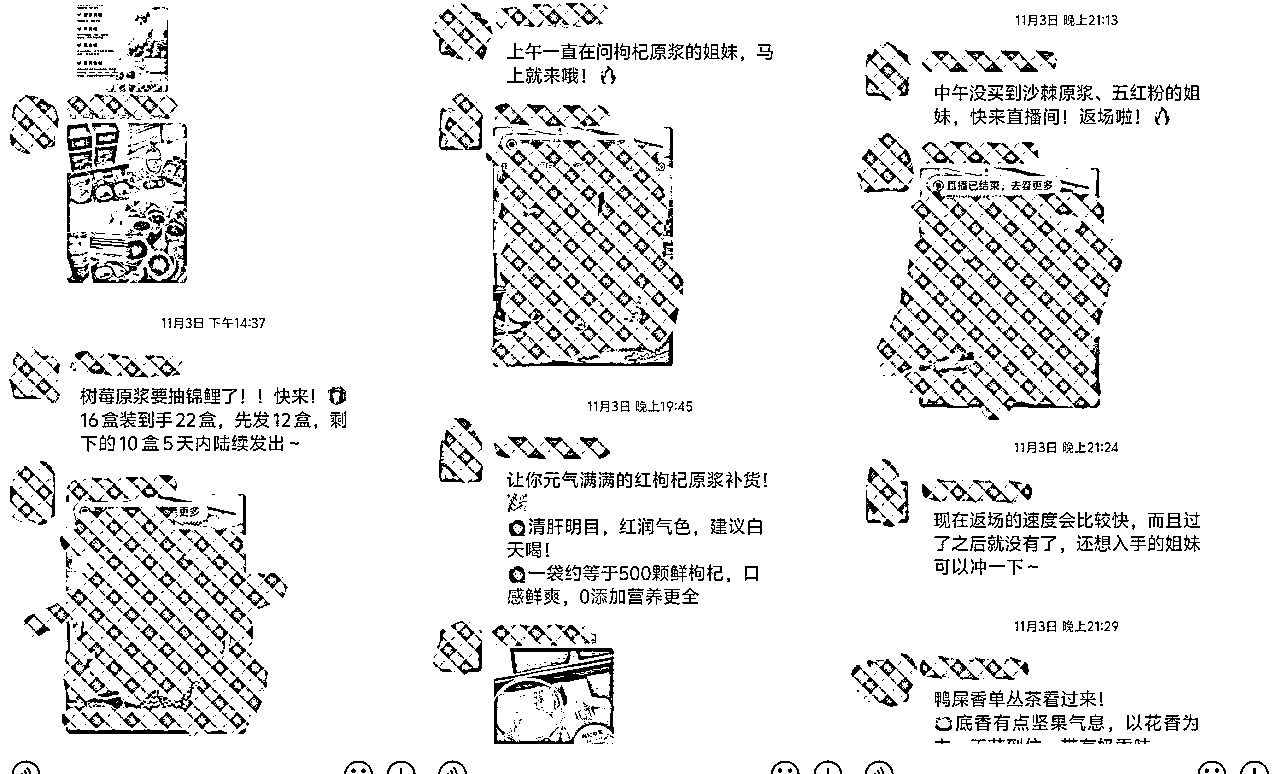 11月3日 下午14:37
树莓原浆要抽锦鲤了！！快来！
16盒装到手22盒，先发12盒，剩
下的10盒5天内陆续发出~
更多
上午一直在问枸杞原浆的姐妹，马
上就来哦！🔥
11月3日 晚上19:45
让你元气满满的红枸杞原浆补货！
清肝明目，红润气色，建议白
天喝！
一袋约等于500颗鲜枸杞，口
感鲜爽，0添加营养更全
11月3日 晚上21:13
中午没买到沙棘原浆、五红粉的姐
妹，快来直播间！返场啦！🔥
直播已结束，去看更多
11月3日 晚上21:24
现在返场的速度会比较快，而且过
了之后就没有了，还想入手的姐妹
可以冲一下~
11月3日 晚上21:29
鸭屎香单丛茶看过来！
底香有点坚果气息，以花香为